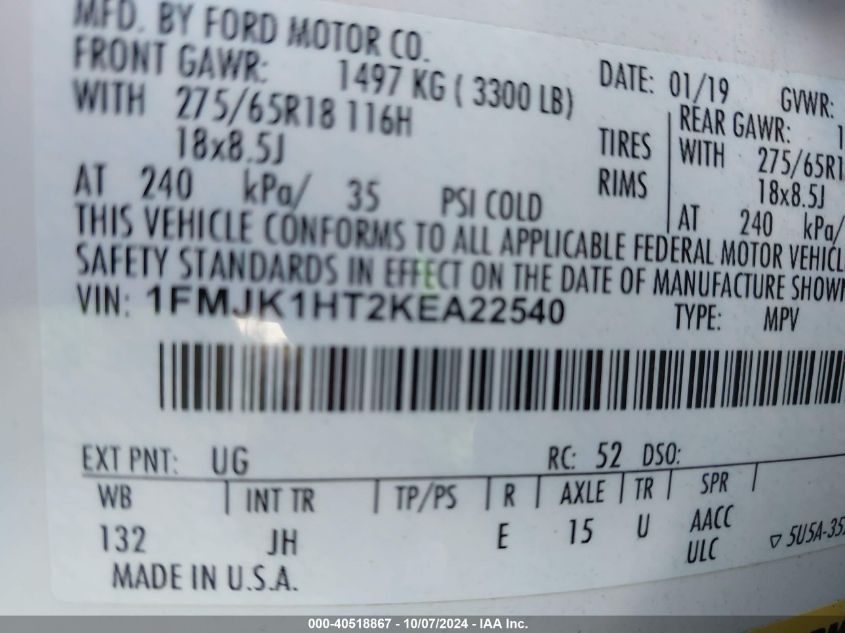 MFD. BY FORD MOTOR CO.
DATE: 01/19 GVWR:
FRONT GAWR: 1497 KG ( 3300 LB)
REAR GAWR: 1
WITH 275/65R18 116H TIRES WITH 275/65R1
18x8.5J RIMS 18x8.5J
AT 240 kPa/ 35 PSI COLD AT 240 kPa/
THIS VEHICLE CONFORMS TO ALL APPLICABLE FEDERAL MOTOR VEHICL
SAFETY STANDARDS IN EFFECT ON THE DATE OF MANUFACTURE SHOWN
VIN: 1FMJK1HT2KEA22540 TYPE: MPV
EXT PNT: UG RC: 52 DSO:
WB INT TR TP/PS R AXLE TR SPR
132 JH E 15 U AACC
ULC 5U5A-35
MADE IN U.S.A.
000-40518867 - 10/07/2024 - IAA Inc.